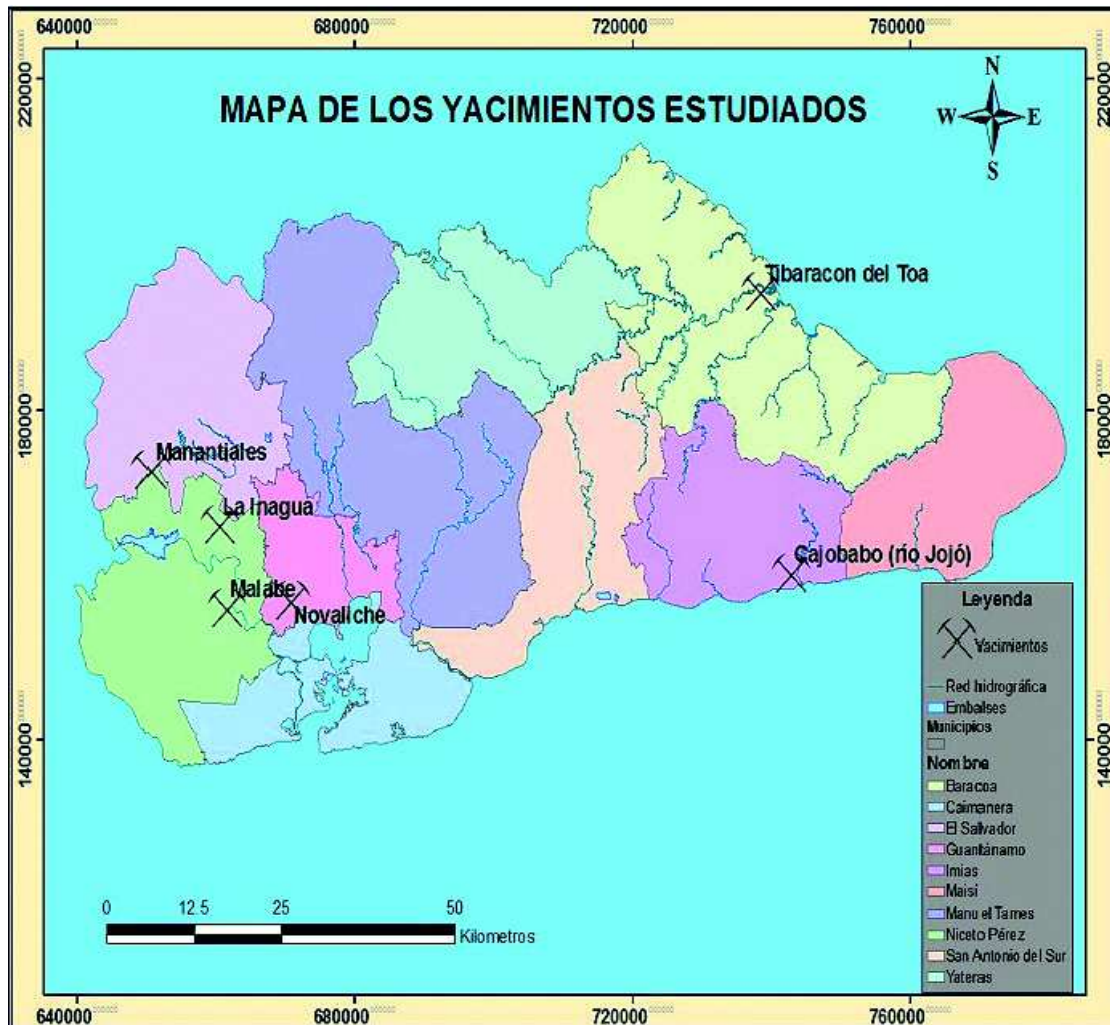 640000 680000 720000 760000
220000 220000
MAPA DE LOS YACIMIENTOS ESTUDIADOS
N
W E
S
Tibaracon del Toa
180000 180000
Manantiales
La Inagua
Cajobabo (río Jojó)
Malabe
Novaliche
Leyenda
Yacimientos
Red hidrográfica
Embalses
Municipios
Nombre
Baracoa
Caimanera
El Salvador
Guantánamo
Imias
Maisí
Manuel Tames
Niceto Pérez
San Antonio del Sur
Yateras
140000 140000
0 12.5 25 50
Kilometros
640000 680000 720000 760000